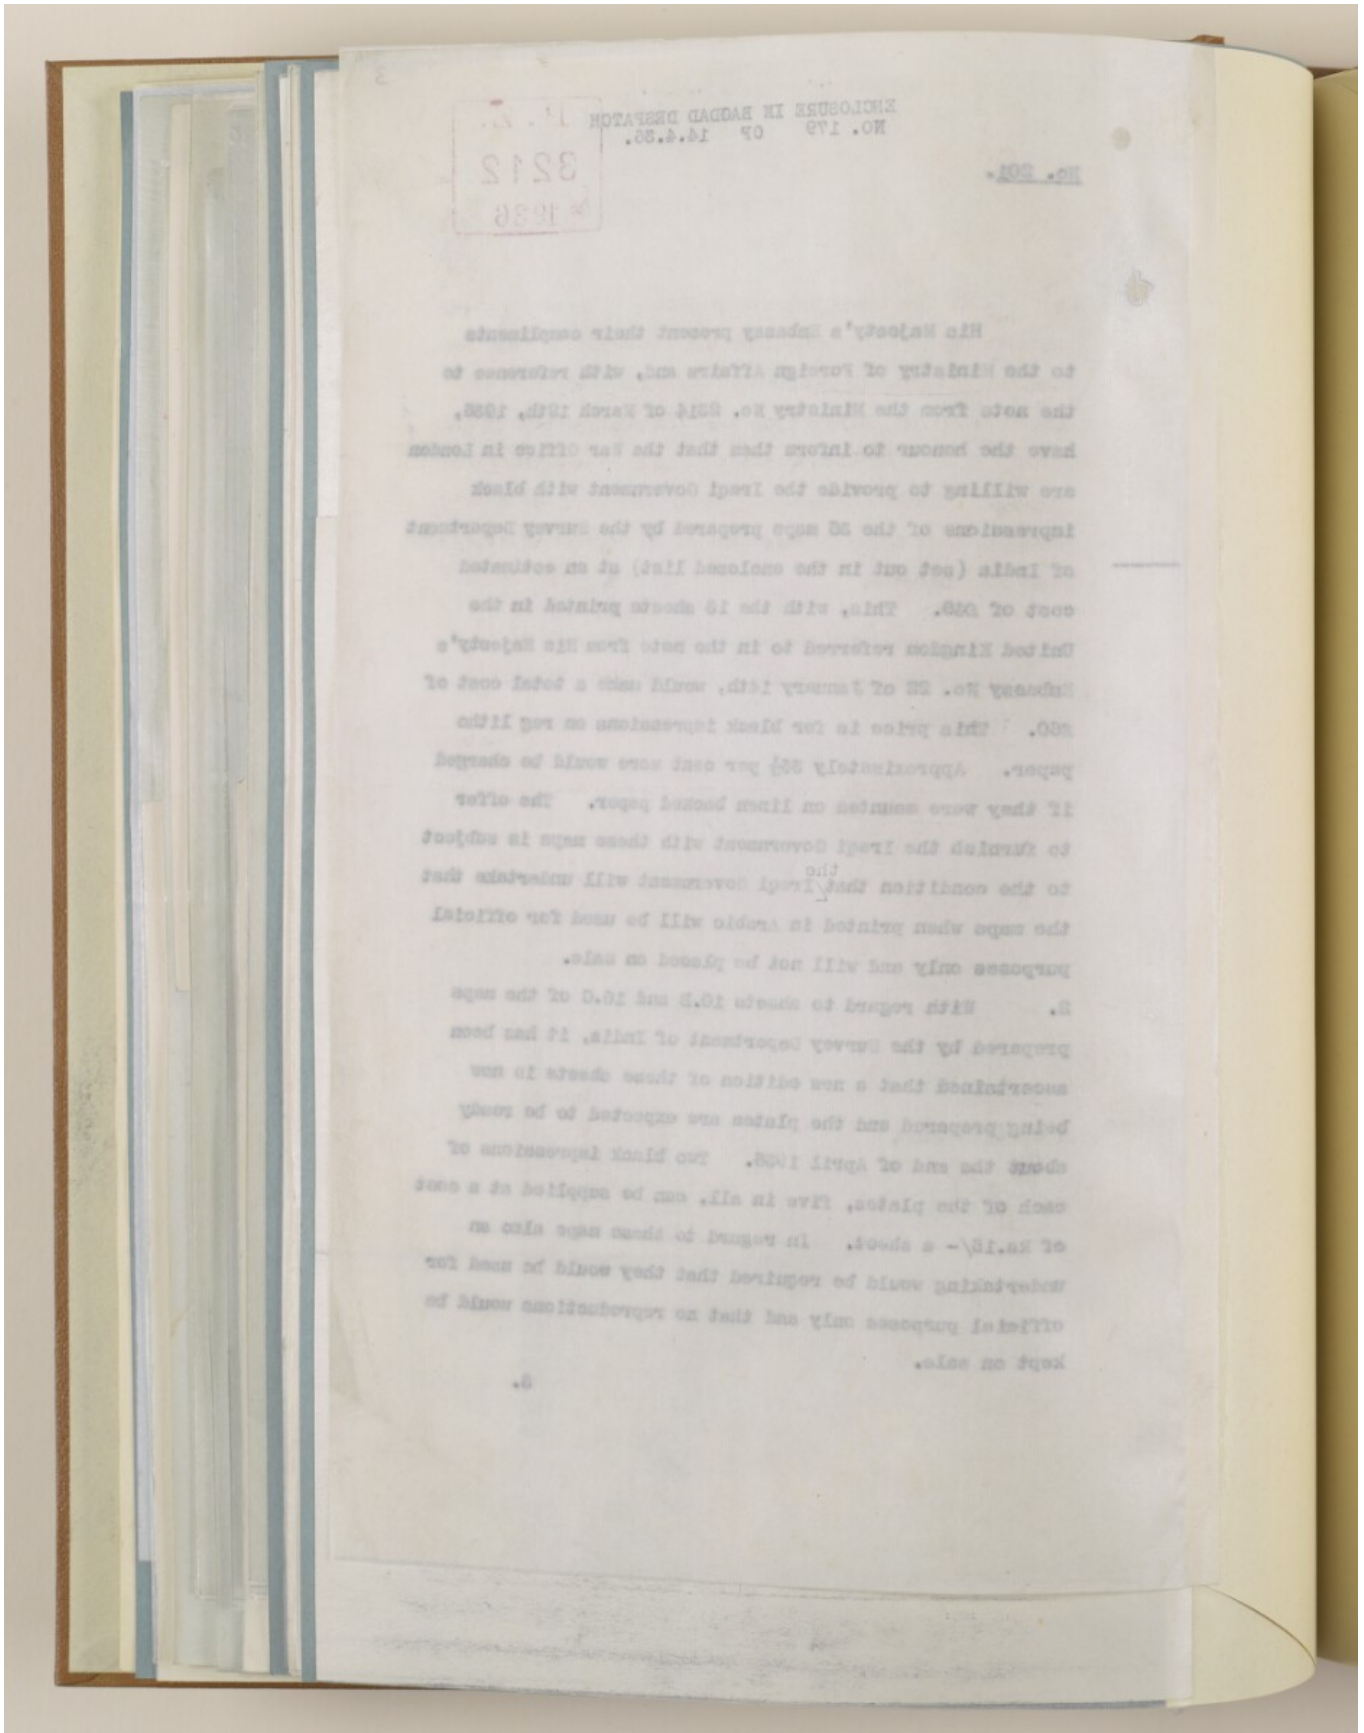 ENCLOSURE IN BAGDAD DESPATCH
NO. 179 OF 14.4.36.
P. Z.
3212
1936
No. 201.
His Majesty's Embassy present their compliments
to the Ministry of Foreign Affairs and, with reference to
the note from the Ministry No. 2314 of March 12th, 1936,
have the honour to inform them that the War Office in London
are willing to provide the Iraqi Government with black
impressions of the 36 maps prepared by the Survey Department
of India (set out in the enclosed list) at an estimated
cost of This, with the 18 sheets printed in the
United Kingdom referred to in the note from His Majesty's
Embassy No. 22 of January 16th, would make a total cost of
£60. This price is for black impressions on rag litho
paper. Approximately 33⅓ per cent more would be charged
if they were mounted on linen backed paper. The offer
to furnish the Iraqi Government with these maps is subject
to the condition that the Iraqi Government will undertake that
the maps when printed in Arabic will be used for official
purposes only and will not be placed on sale.
2. With regard to sheets 10.B and 10.C of the maps
prepared by the Survey Department of India, it has been
ascertained that a new edition of these sheets is now
being prepared and the plates are expected to be ready
about the end of April 1936. Two black impressions of
each of the plates, five in all, can be supplied at a cost
of Rs.15/- a sheet. In regard to these maps also an
undertaking would be required that they would be used for
official purposes only and that no reproductions would be
kept on sale.
3.